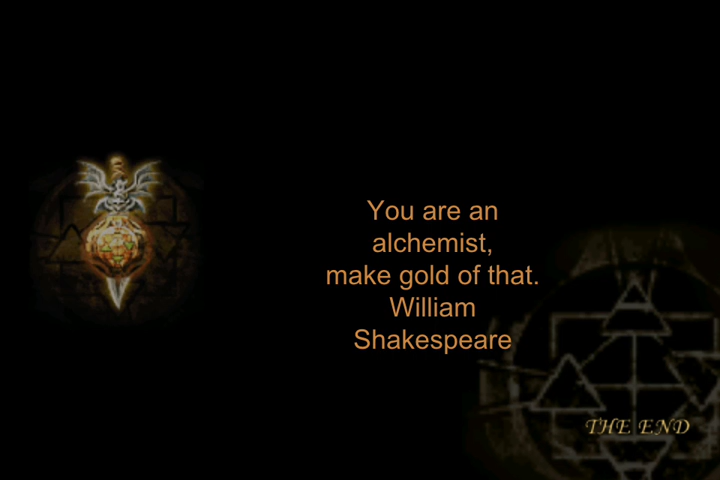 You are an
alchemist,
make gold of that.
William
Shakespeare
THE END